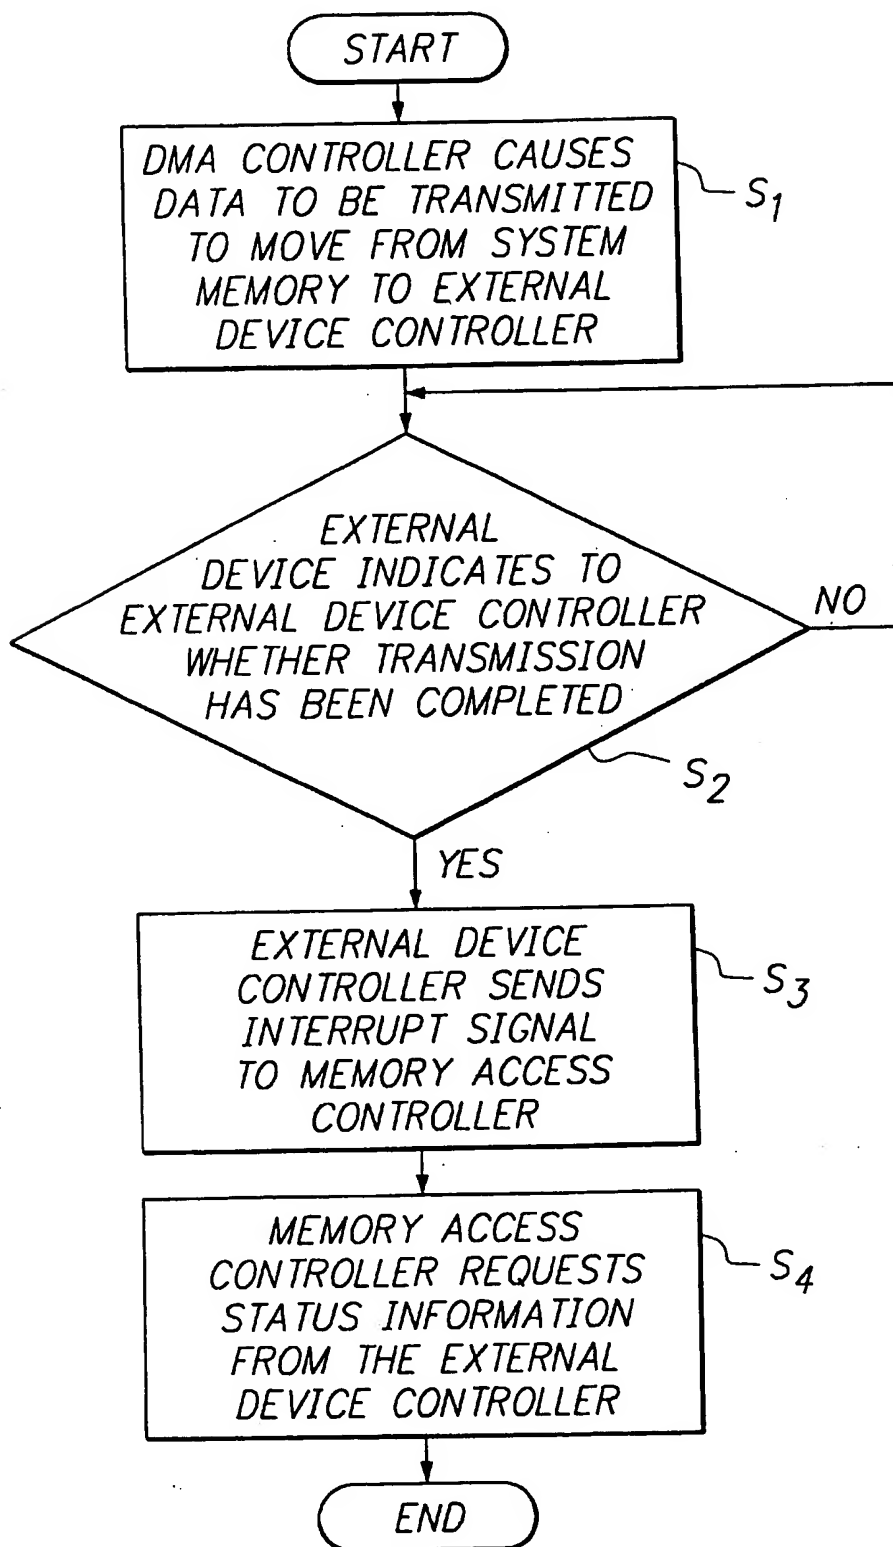 START
DMA CONTROLLER CAUSES
DATA TO BE TRANSMITTED
TO MOVE FROM SYSTEM
MEMORY TO EXTERNAL
DEVICE CONTROLLER
S1
EXTERNAL
DEVICE INDICATES TO
EXTERNAL DEVICE CONTROLLER
WHETHER TRANSMISSION
HAS BEEN COMPLETED
NO
S2
YES
EXTERNAL DEVICE
CONTROLLER SENDS
INTERRUPT SIGNAL
TO MEMORY ACCESS
CONTROLLER
S3
MEMORY ACCESS
CONTROLLER REQUESTS
STATUS INFORMATION
FROM THE EXTERNAL
DEVICE CONTROLLER
S4
END